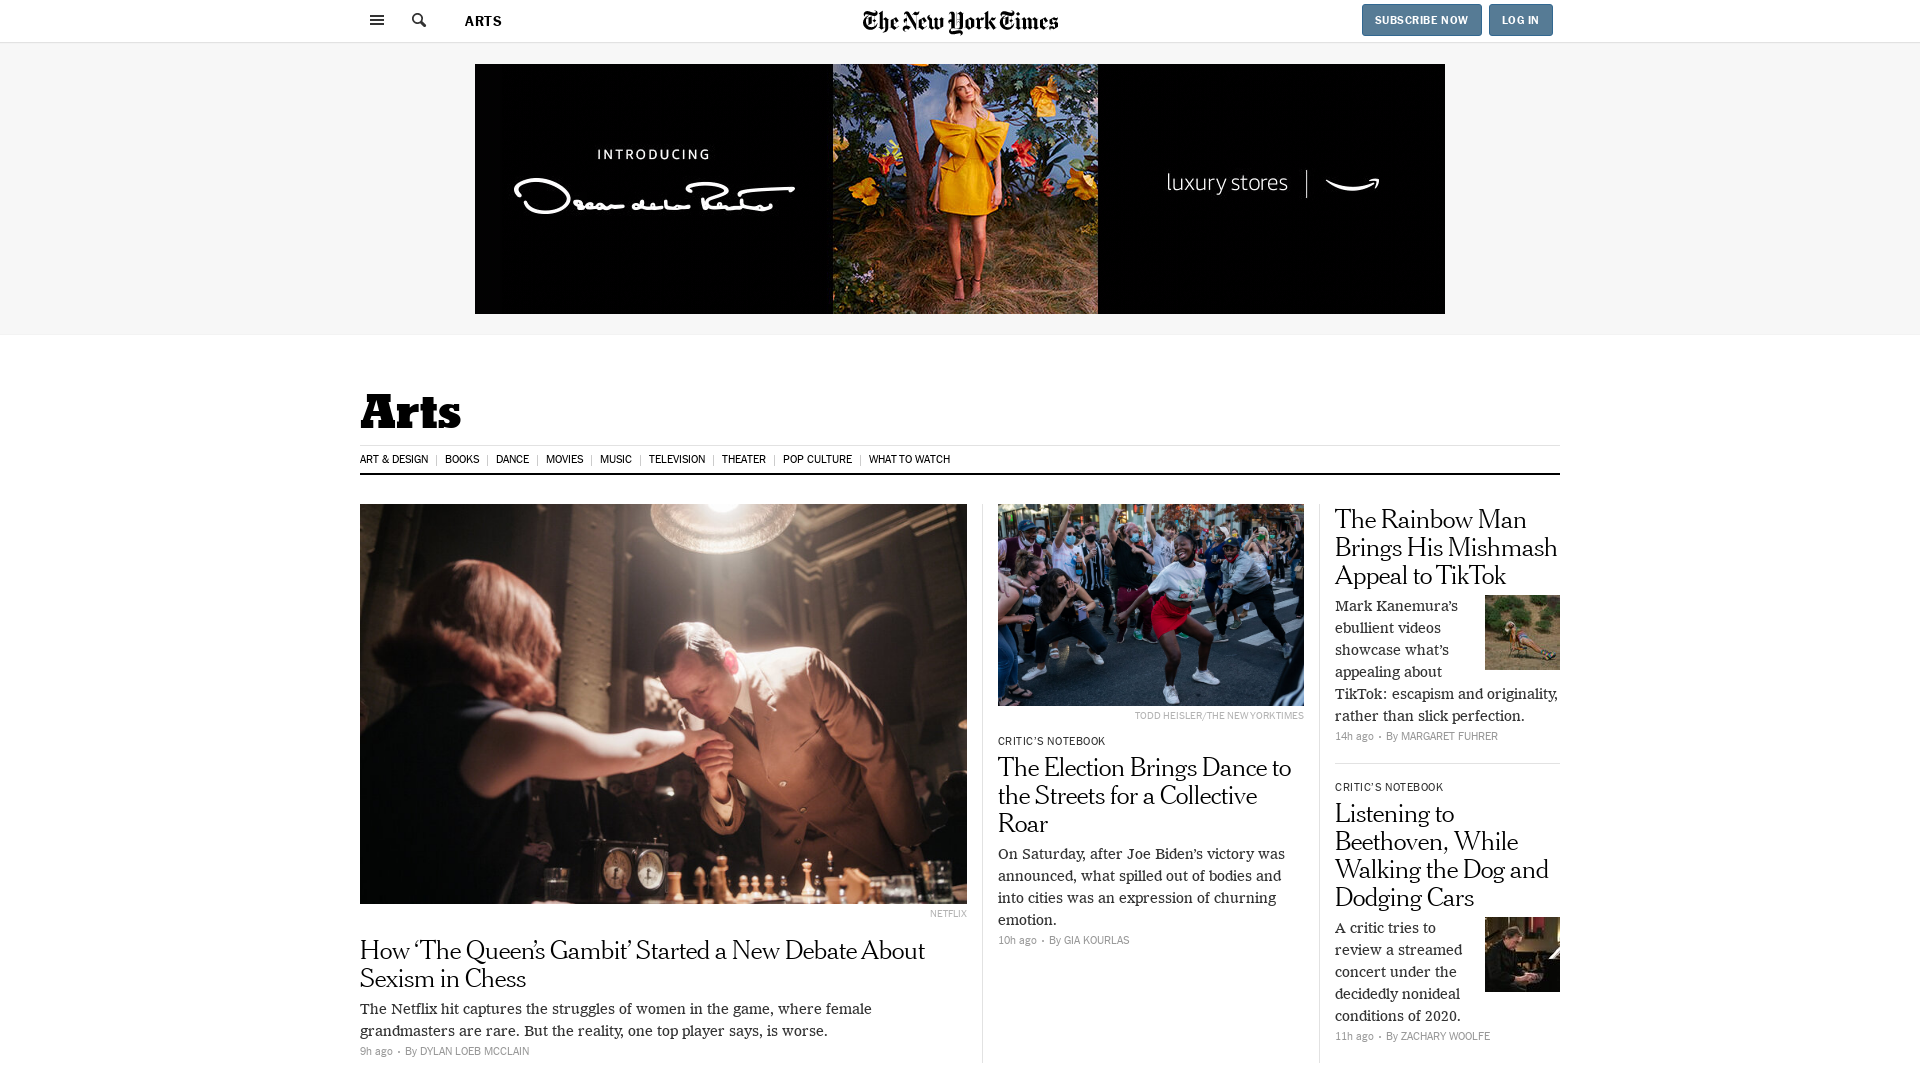 ARTS
The New York Times
SUBSCRIBE NOW
LOG IN
INTRODUCING
Oscar de la Renta
luxury stores
Arts
ART & DESIGN
BOOKS
DANCE
MOVIES
MUSIC
TELEVISION
THEATER
POP CULTURE
WHAT TO WATCH
NETFLIX
How ‘The Queen’s Gambit’ Started a New Debate About
Sexism in Chess
The Netflix hit captures the struggles of women in the game, where female
grandmasters are rare. But the reality, one top player says, is worse.
9h ago • By DYLAN LOEB MCCLAIN
TODD HEISLER/THE NEW YORKTIMES
CRITIC’S NOTEBOOK
The Election Brings Dance to
the Streets for a Collective
Roar
On Saturday, after Joe Biden’s victory was
announced, what spilled out of bodies and
into cities was an expression of churning
emotion.
10h ago • By GIA KOURLAS
The Rainbow Man
Brings His Mishmash
Appeal to TikTok
Mark Kanemura’s
ebullient videos
showcase what’s
appealing about
TikTok: escapism and originality,
rather than slick perfection.
14h ago • By MARGARET FUHRER
CRITIC’S NOTEBOOK
Listening to
Beethoven, While
Walking the Dog and
Dodging Cars
A critic tries to
review a streamed
concert under the
decidedly nonideal
conditions of 2020.
11h ago • By ZACHARY WOOLFE